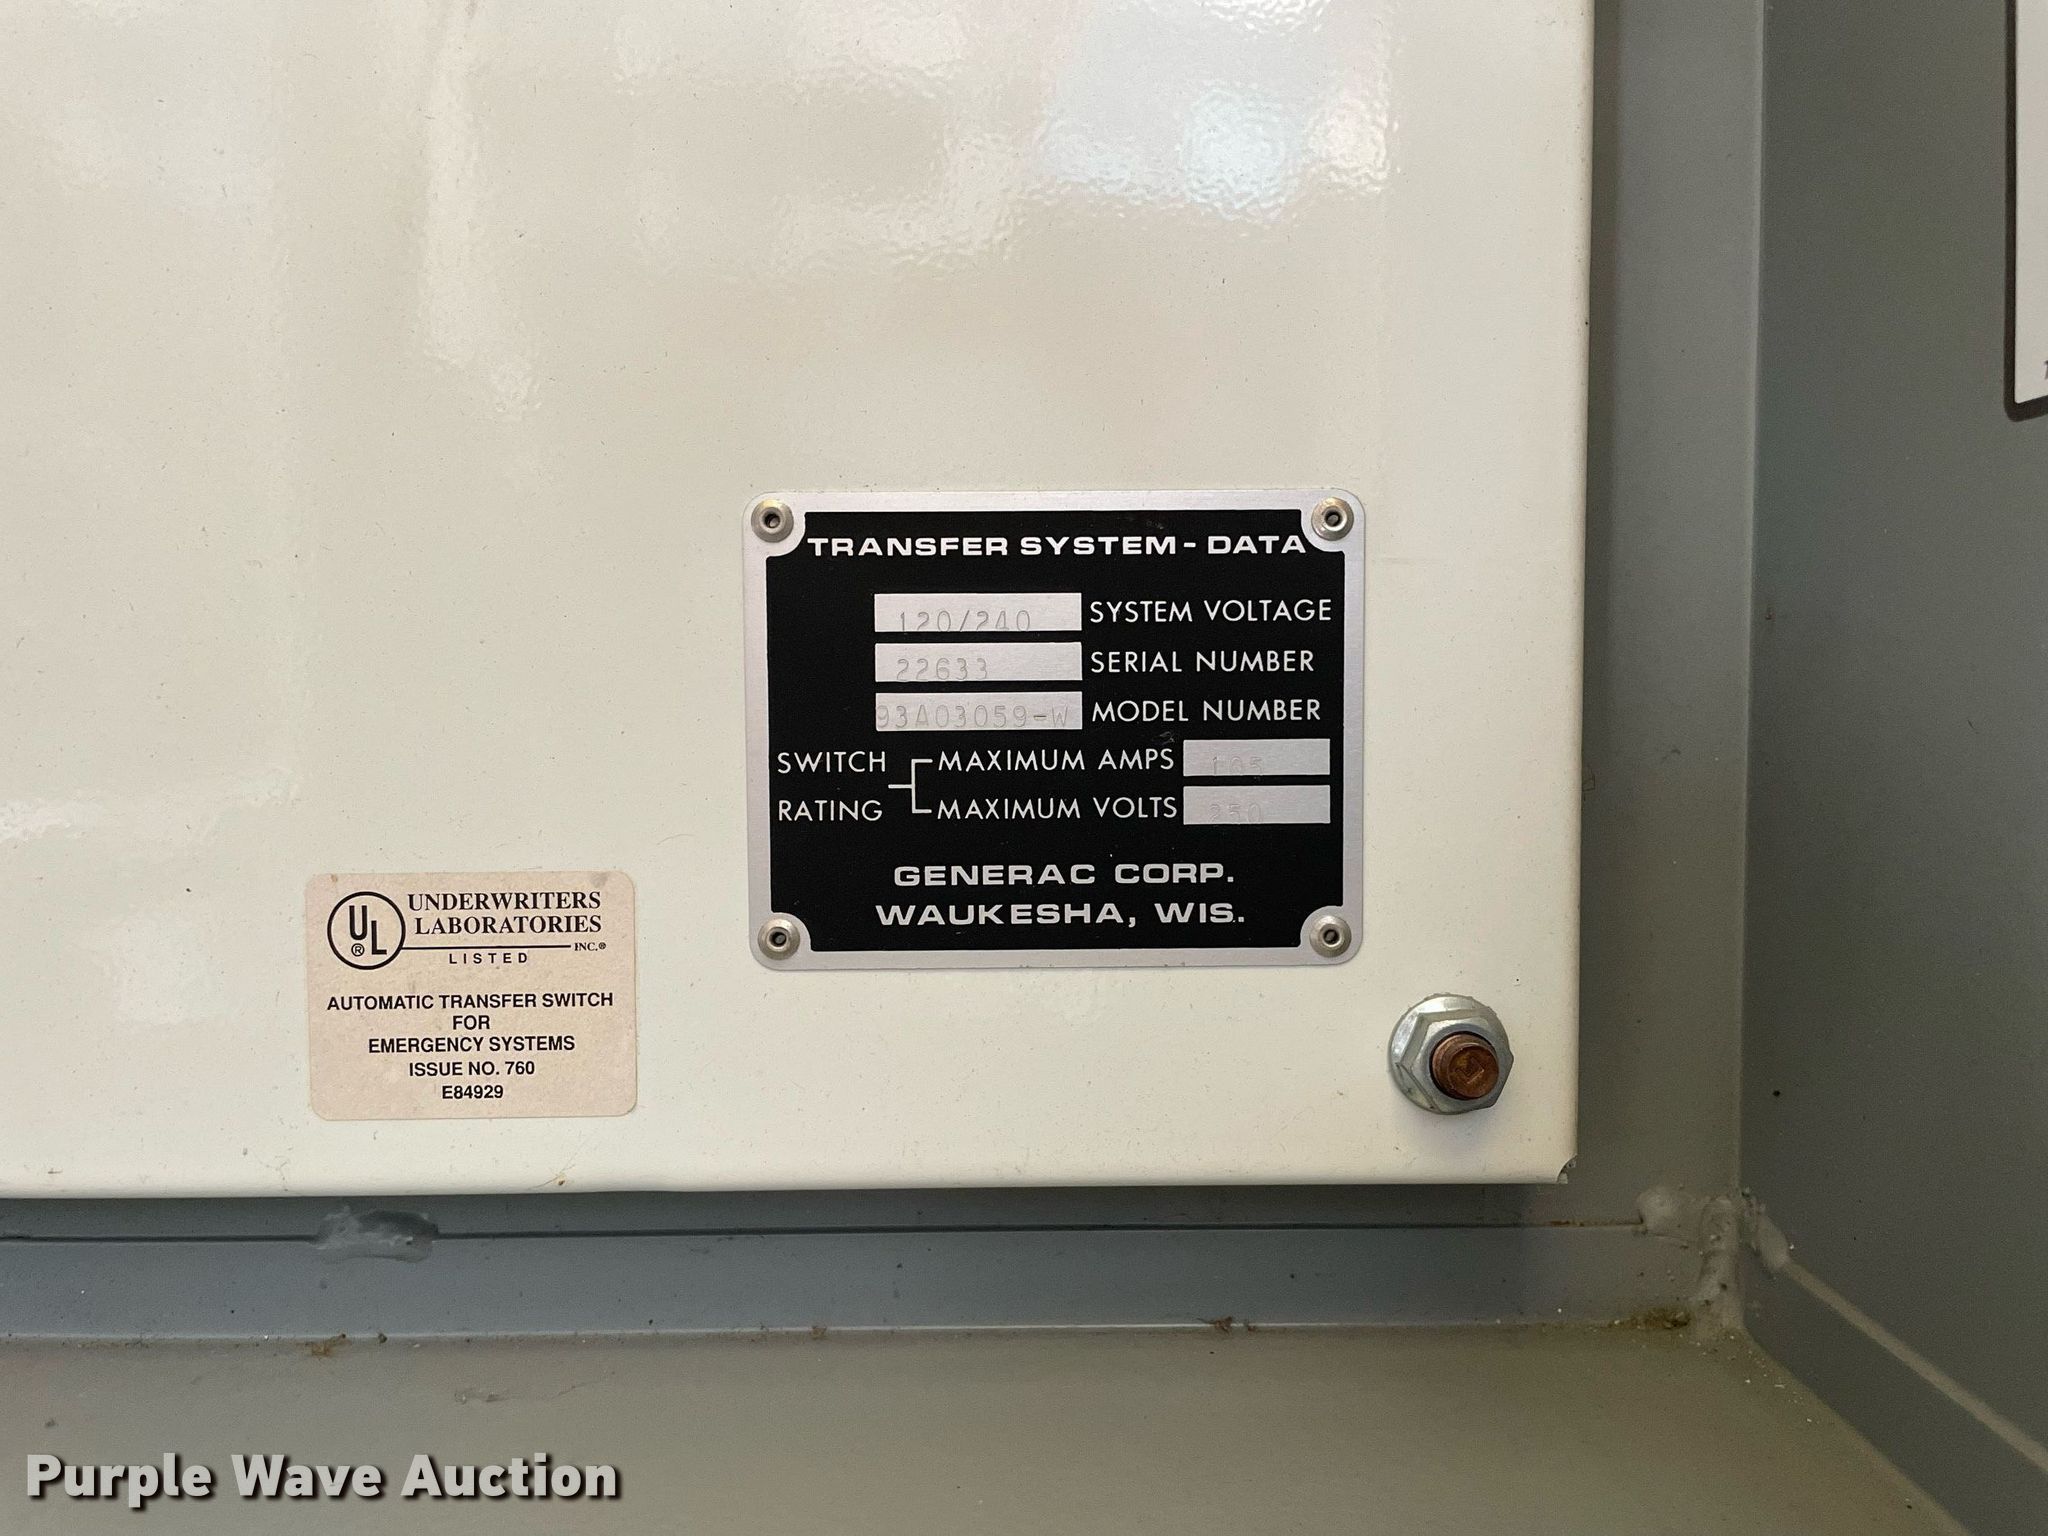 TRANSFER SYSTEM - DATA
120/240 SYSTEM VOLTAGE
22633 SERIAL NUMBER
93A03059-W MODEL NUMBER
SWITCH RATING
MAXIMUM AMPS
MAXIMUM VOLTS 250
GENERAC CORP.
WAUKESHA, WIS.
UL ®
UNDERWRITERS
LABORATORIES
INC.®
LISTED
AUTOMATIC TRANSFER SWITCH
FOR
EMERGENCY SYSTEMS
ISSUE NO. 760
E84929
Purple Wave Auction